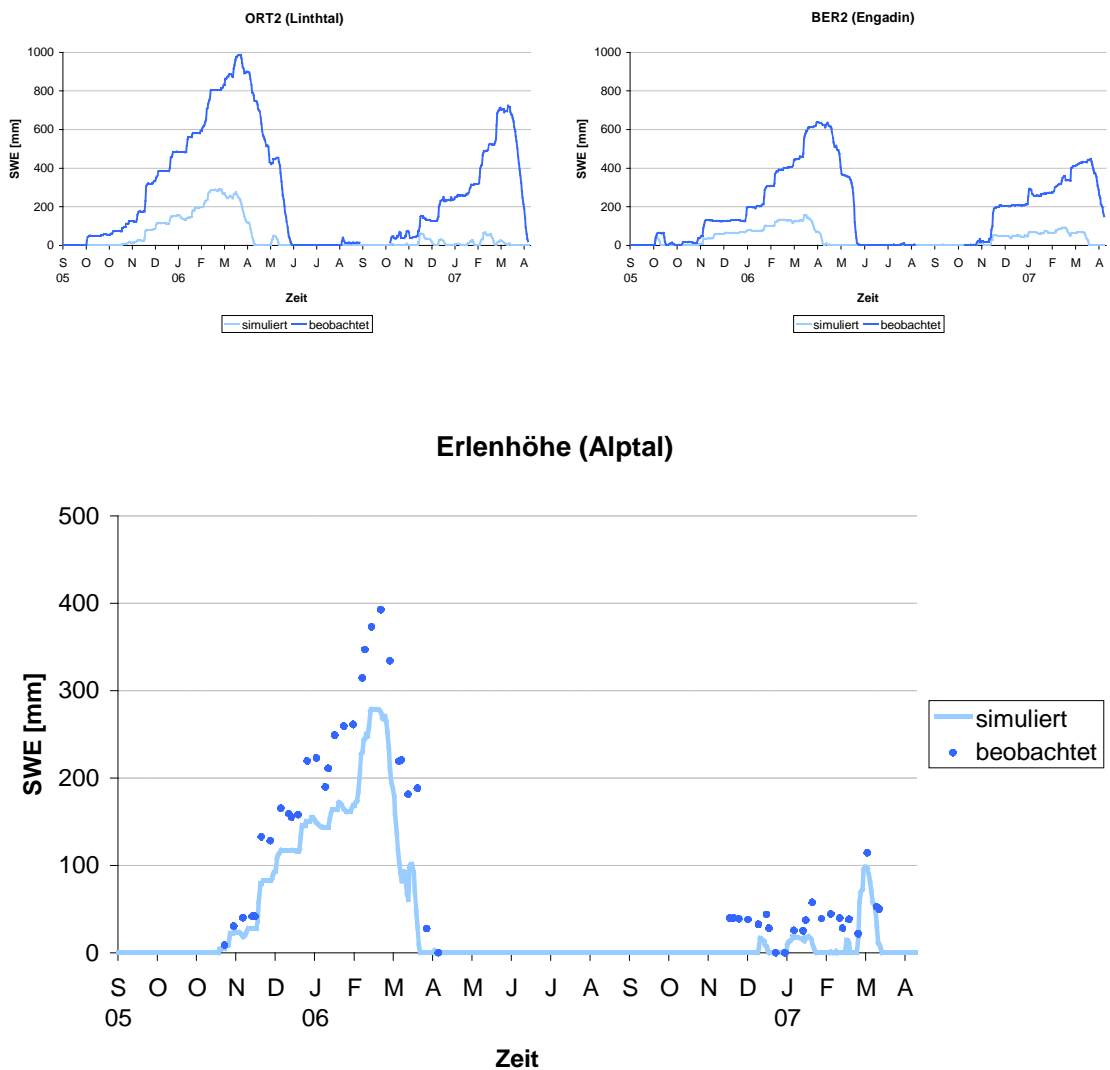 ORT2 (Linthtal)
1000
800
600
400
200
0
SWE [mm]
S O O N D J F M A M J J A S O N D J F M A
05 06 07
Zeit
simuliert beobachtet
BER2 (Engadin)
1000
800
600
400
200
0
SWE [mm]
S O O N D J F M A M J J A S O N D J F M A
05 06 07
Zeit
simuliert beobachtet
Erlenhöhe (Alptal)
500
400
300
200
100
0
SWE [mm]
S O O N D J F M A M J J A S O N D J F M A
05 06 07
Zeit
simuliert
beobachtet